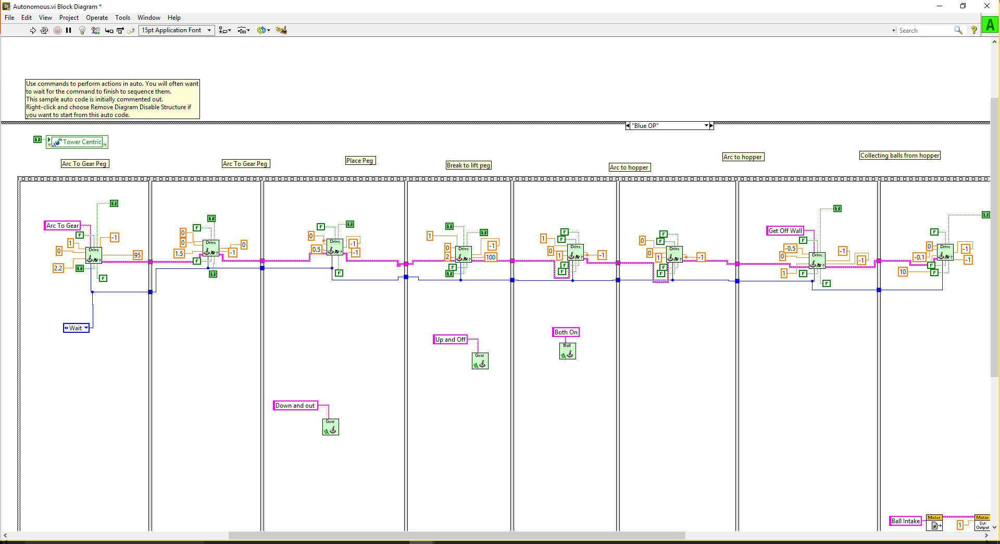 Autonomous.vi Block Diagram *
File Edit View Project Operate Tools Window Help
15pt Application Font
Search
?
A
Use commands to perform actions in auto. You will often want
to wait for the command to finish to sequence them.
This sample auto code is initially commented out.
Right-click and choose Remove Diagram Disable Structure if
you want to start from this auto code.
"Blue OP"
T
?! Tower Centric ?!
Arc To Gear Peg
Arc To Gear Peg
Place Peg
Break to lift peg
Arc to hopper
Arc to hopper
Collecting balls from hopper
T
Arc To Gear
F
1
-1
0
Drive
?
95
2.2
T
F
Wait
T
F
0
0
Drive
?
0
-1
1.5
F
T
F
T
0
Drive
?
-1
0.5
-1
F
Down and out
Gear
T
T
1
0
Drive
?
-1
2
100
F
T
Up and Off
Gear
F
1
F
0
Drive
?
1
-1
F
F
Both On
Ball
F
0
F
0
Drive
?
1
-1
F
F
T
Get Off Wall
F
-0.5
0
Drive
?
-1
-1
1
F
F
T
F
0
Drive
?
-1
-0.1
-1
F
10
F
Ball Intake
Motor
#
1
Motor
Set
Output